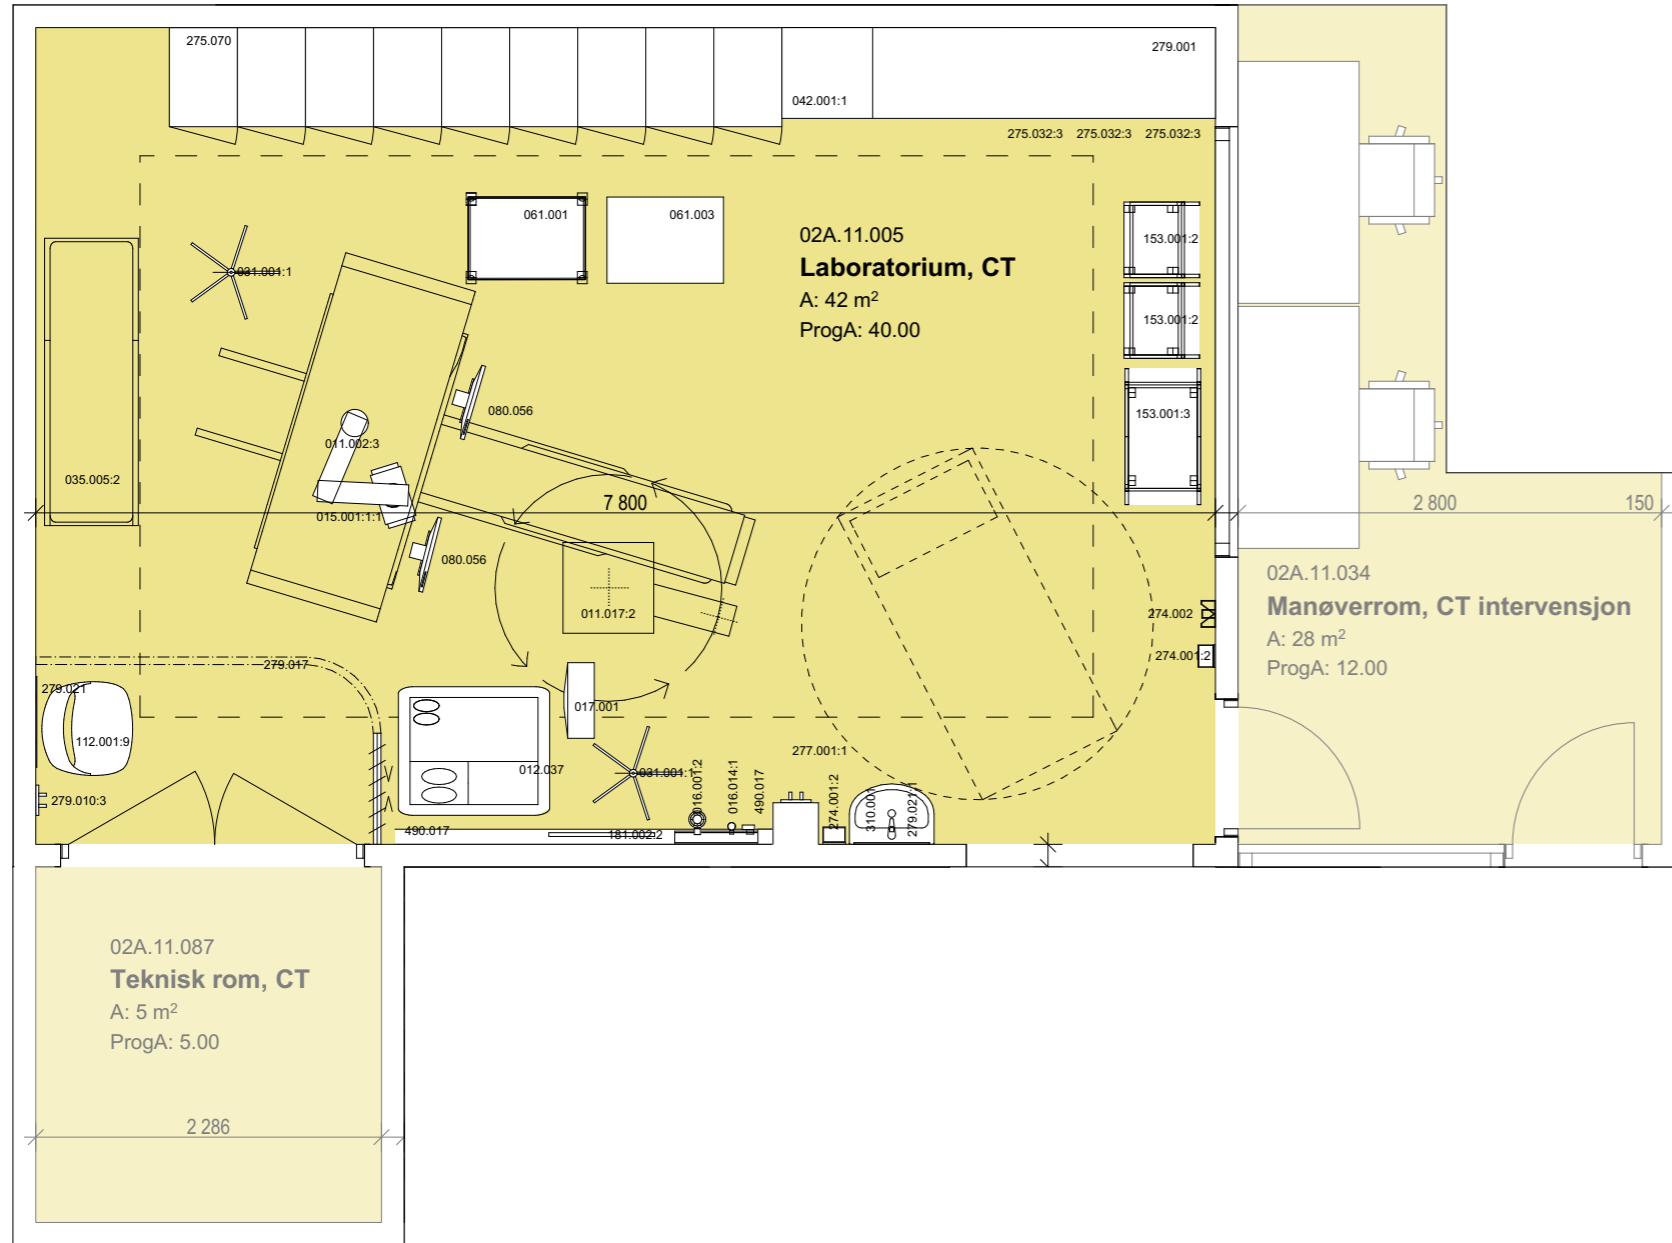 275.070
279.001
042.001:1
275.032:3 275.032:3 275.032:3
061.001
061.003
02A.11.005
Laboratorium, CT
A: 42 m²
ProgA: 40.00
153.001:2
031.001:1
153.001:2
080.056
153.001:3
011.002:3
035.005:2
015.001:1:1
7 800
2 800
150
080.056
02A.11.034
Manøverrom, CT intervensjon
A: 28 m²
ProgA: 12.00
011.017:2
274.002
274.001:2
279.017
279.021
017.001
112.001:9
277.001:1
012.037
031.001:1
016.001:2
016.014:1
490.017
279.010:3
274.001:2
310.001
279.021:1
490.017
181.002:2
02A.11.087
Teknisk rom, CT
A: 5 m²
ProgA: 5.00
2 286